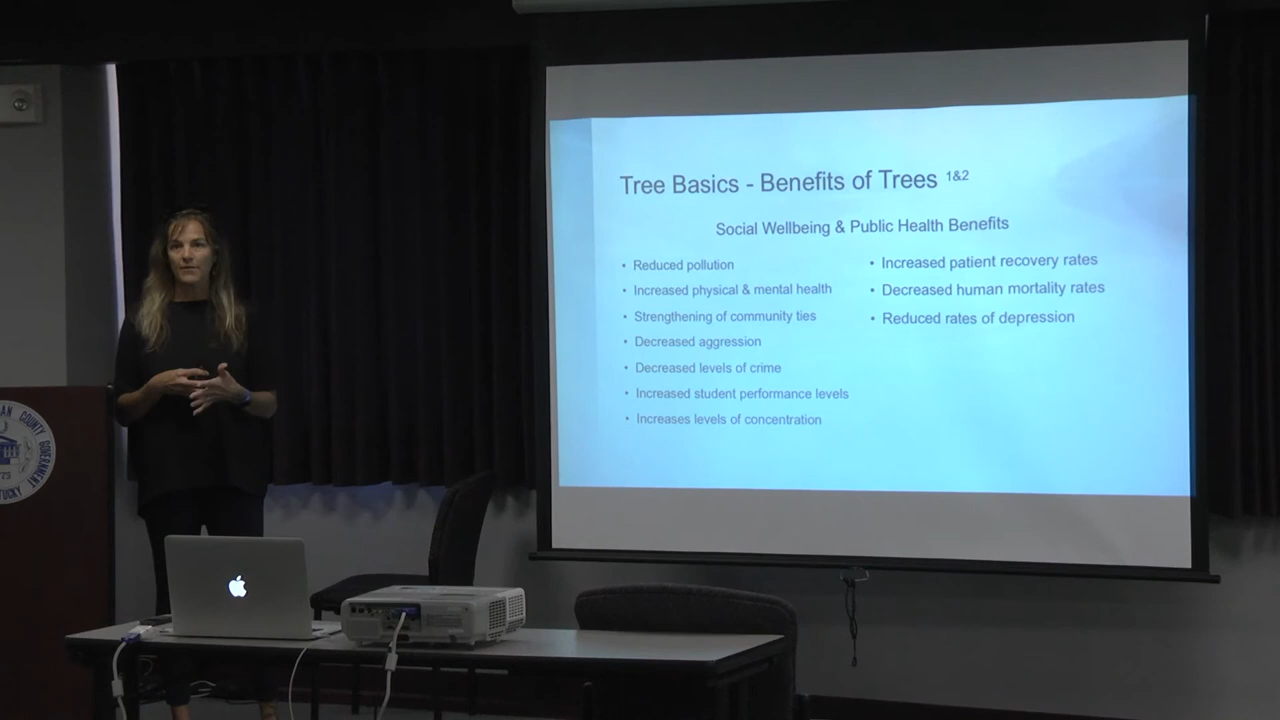 Tree Basics - Benefits of Trees 1&2
Social Wellbeing & Public Health Benefits
• Reduced pollution
• Increased physical & mental health
• Strengthening of community ties
• Decreased aggression
• Decreased levels of crime
• Increased student performance levels
• Increases levels of concentration
• Increased patient recovery rates
• Decreased human mortality rates
• Reduced rates of depression
COUNTY GOVERNMENT